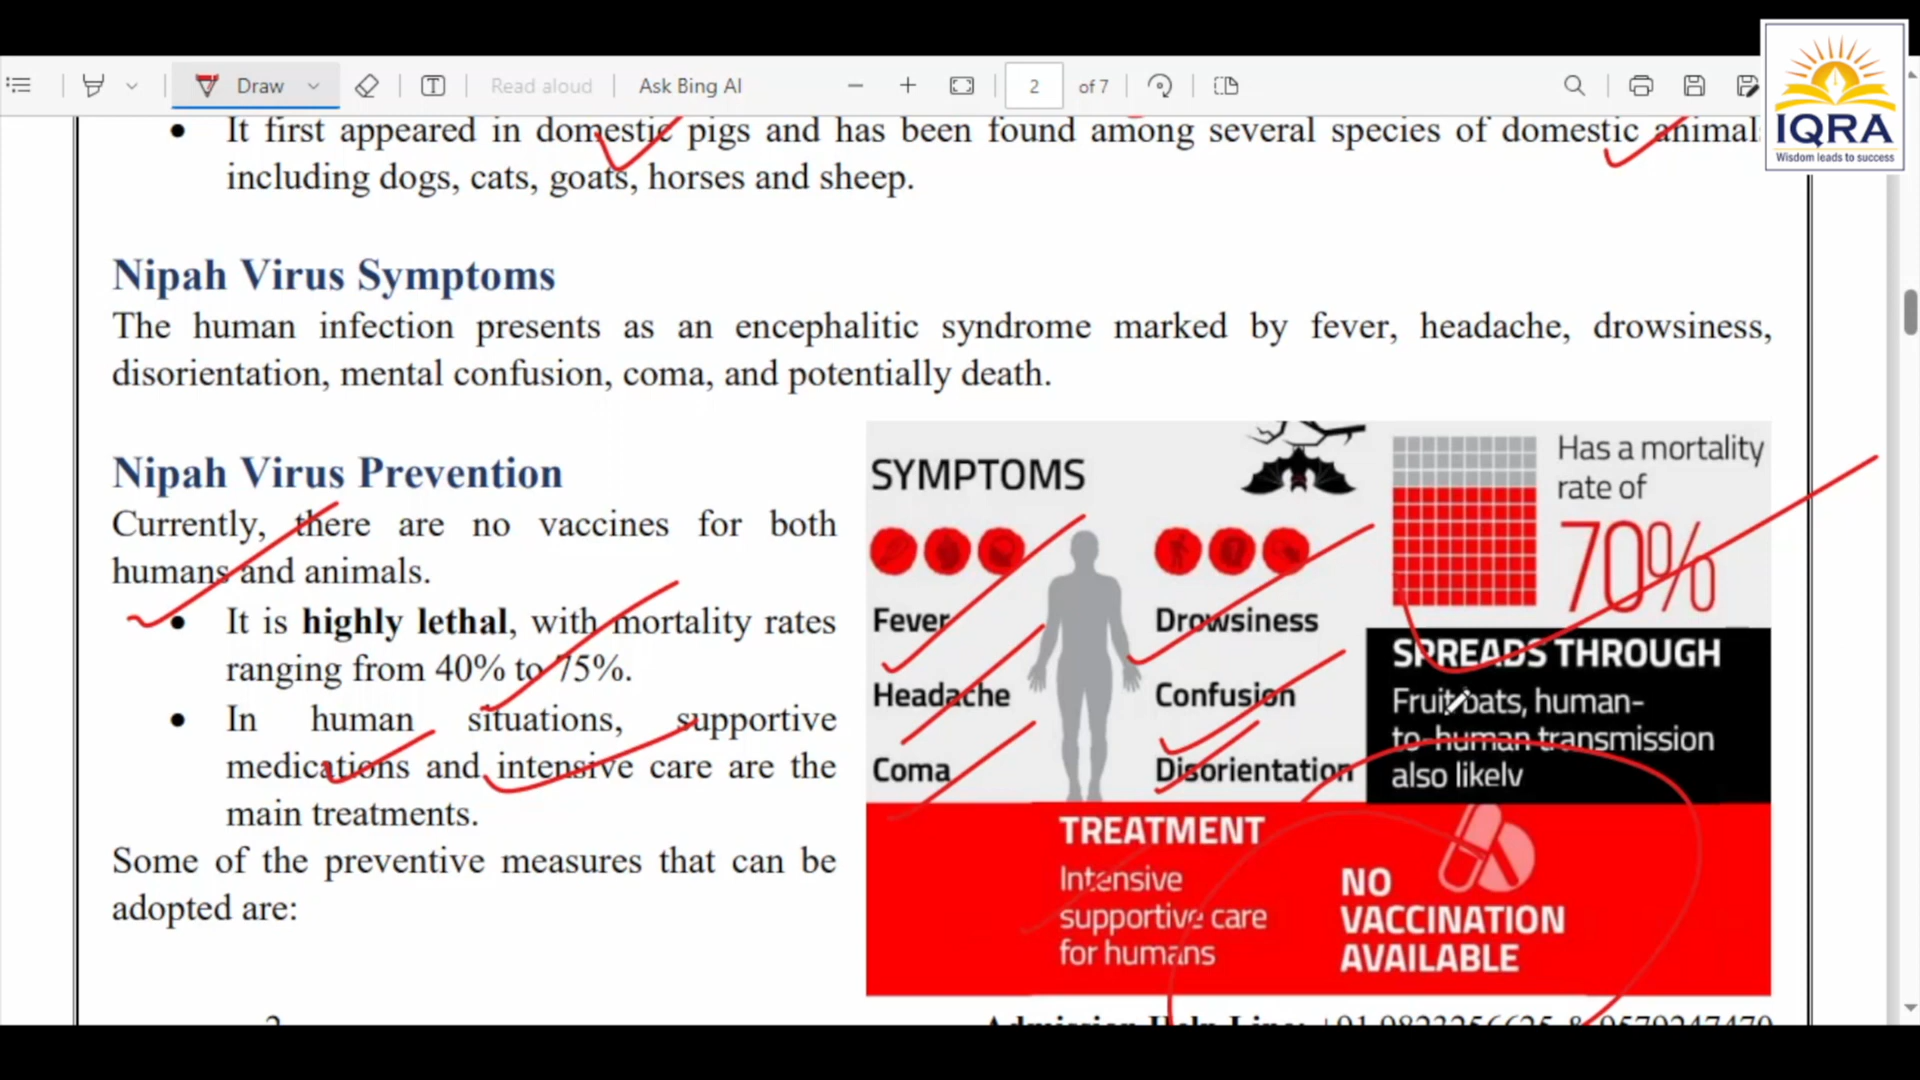 Draw
Read aloud
Ask Bing AI
2
of 7
IQRA
Wisdom leads to success
It first appeared in domestic pigs and has been found among several species of domestic animal
including dogs, cats, goats, horses and sheep.
Nipah Virus Symptoms
The human infection presents as an encephalitic syndrome marked by fever, headache, drowsiness,
disorientation, mental confusion, coma, and potentially death.
Nipah Virus Prevention
Currently, there are no vaccines for both
humans and animals.
It is highly lethal, with mortality rates
ranging from 40% to 75%.
In human situations, supportive
medications and intensive care are the
main treatments.
Some of the preventive measures that can be
adopted are:
SYMPTOMS
Fever
Headache
Coma
Drowsiness
Confusion
Disorientation
Has a mortality
rate of
70%
SPREADS THROUGH
Fruit bats, human-
to-human transmission
also likely
TREATMENT
Intensive
supportive care
for humans
NO
VACCINATION
AVAILABLE
2
Admission Help Line: